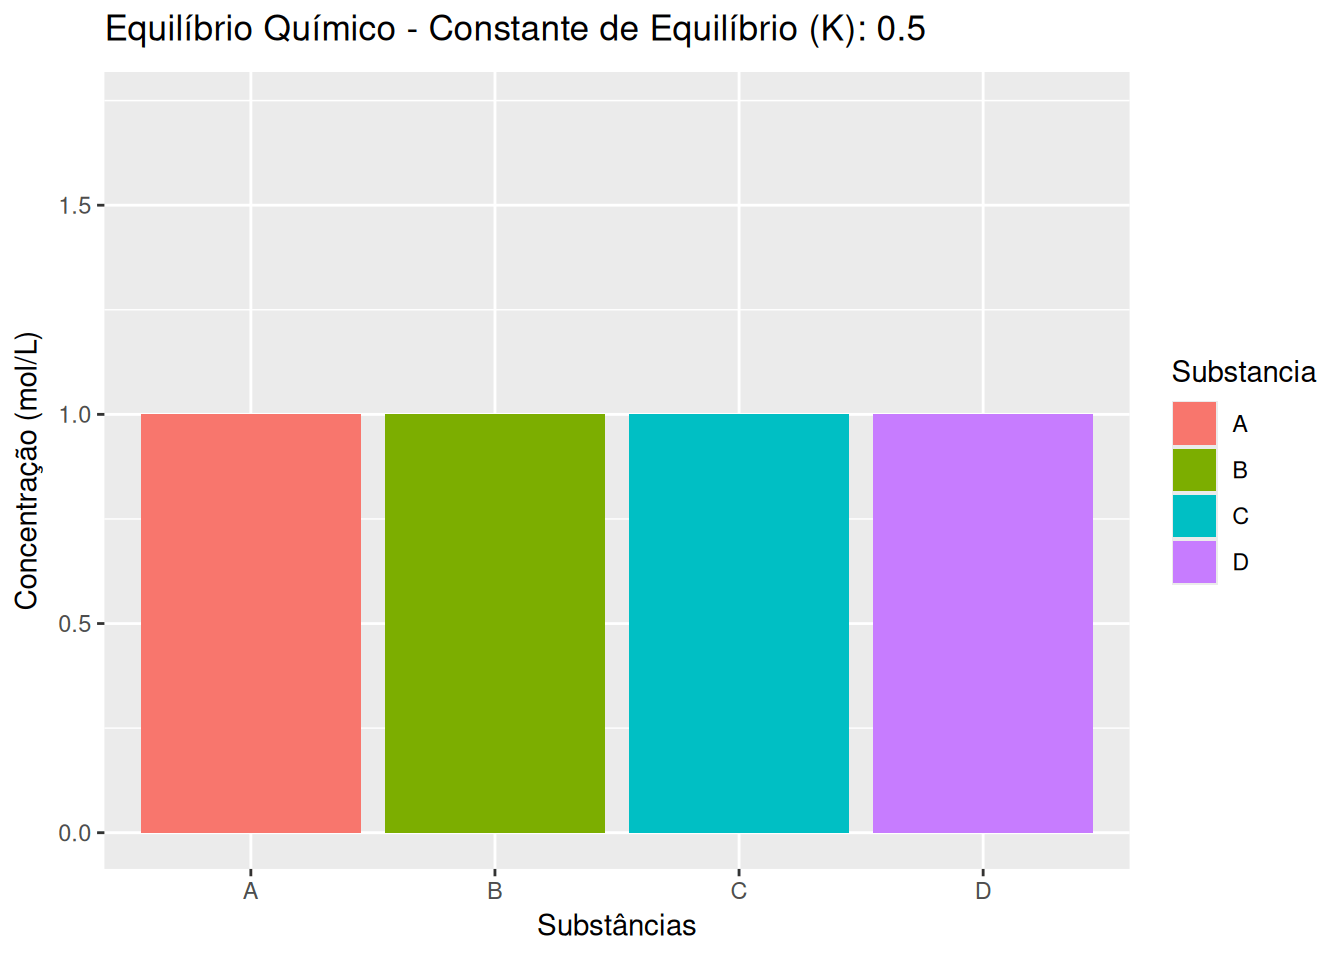 Equilíbrio Químico - Constante de Equilíbrio (K): 0.5
Concentração (mol/L)
1.5
1.0
0.5
0.0
A B C D
Substâncias
Substancia
A
B
C
D